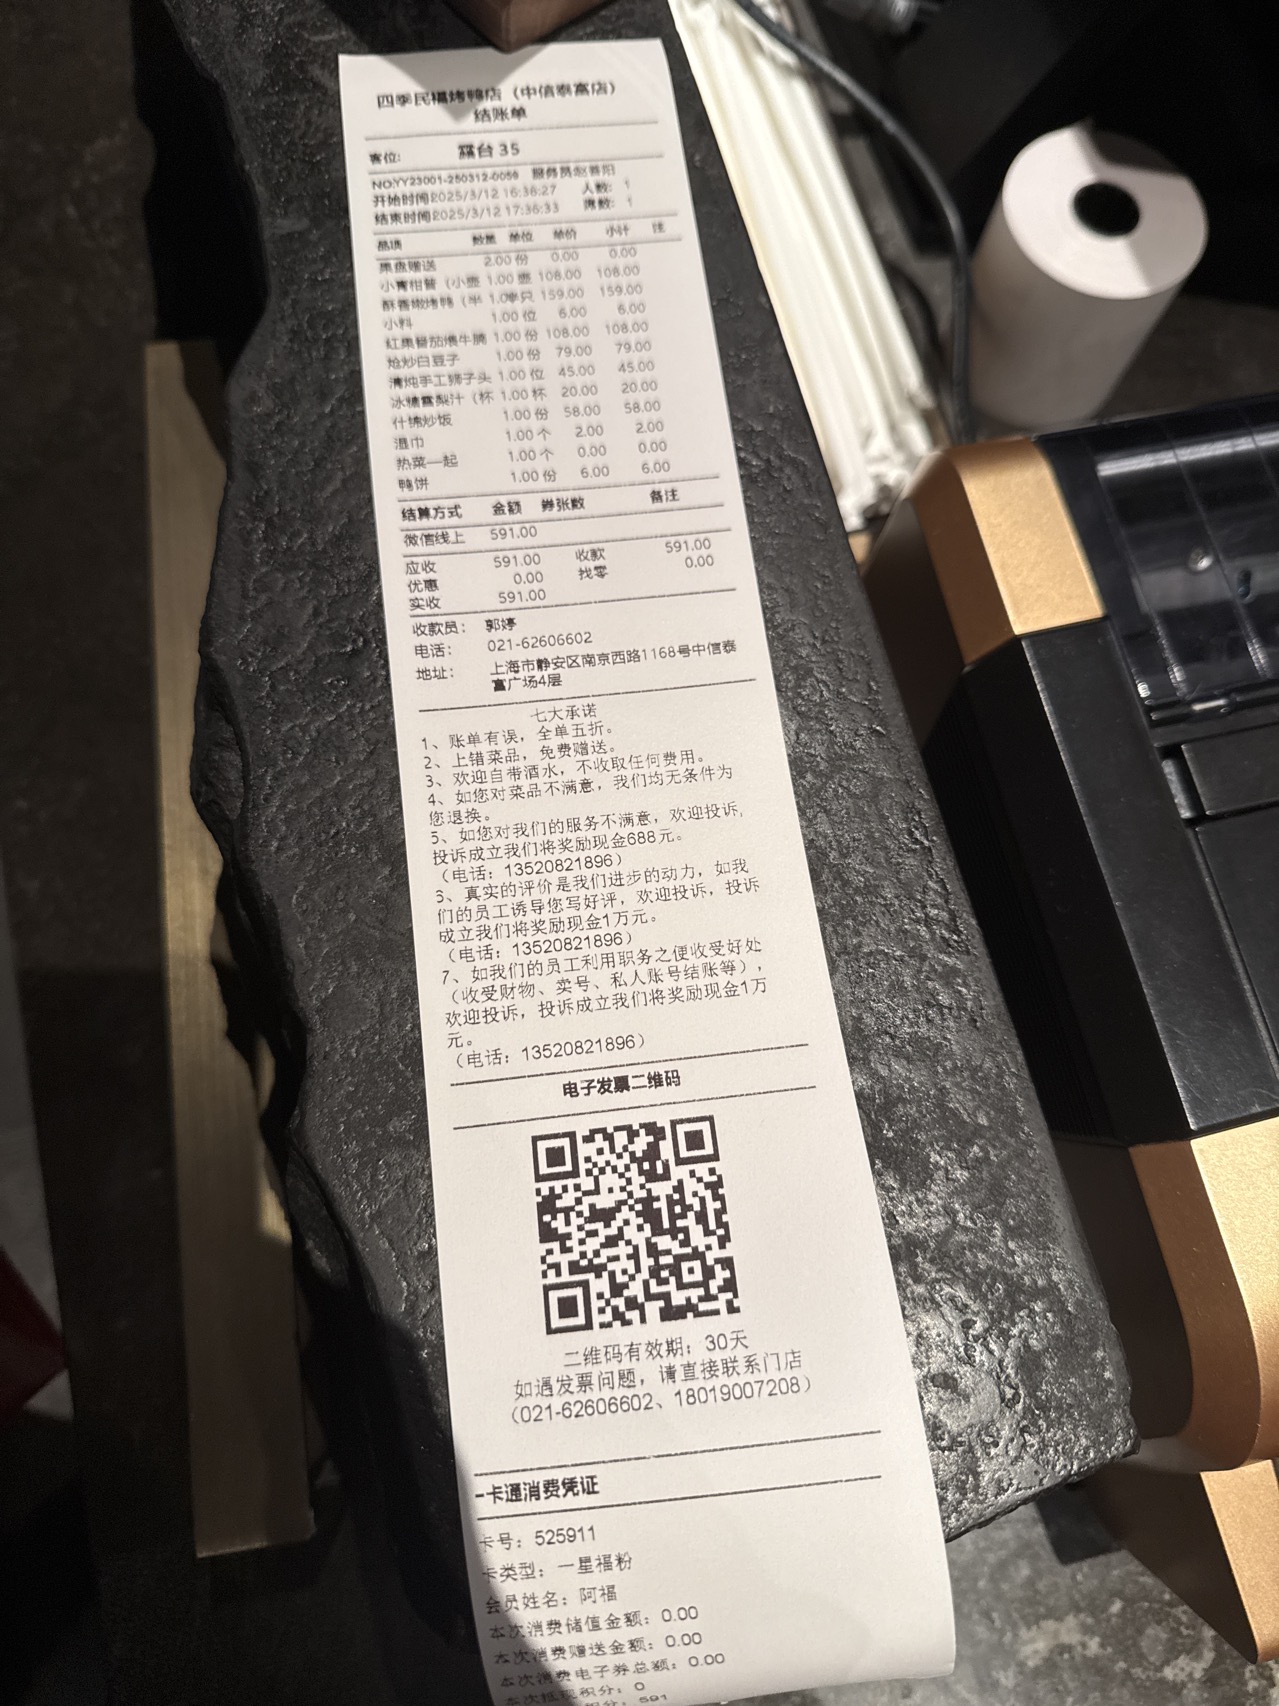 四季民福烤鸭店（中信泰富店）
结账单
客位: 露台 35
NO:YY23001-250312-0059 服务员:赵
开始时间2025/3/12 16:38:27 人数: 1
结束时间2025/3/12 17:36:33 席数: 1
品项 数量 单位 单价 小计 注
果盘赠送 2.00 份 0.00 0.00
小青柑普（小壶 1.00 壶 108.00 108.00
酥香嫩烤鸭（半 1.00 只 159.00 159.00
小料 1.00 位 6.00 6.00
红果番茄煨牛腩 1.00 份 108.00 108.00
炝炒白豆子 1.00 份 79.00 79.00
清炖手工狮子头 1.00 位 45.00 45.00
冰糖雪梨汁（杯 1.00 杯 20.00 20.00
什锦炒饭 1.00 份 58.00 58.00
湿巾 1.00 个 2.00 2.00
热菜一起 1.00 个 0.00 0.00
鸭饼 1.00 份 6.00 6.00
结算方式 金额 券张数 备注
微信线上 591.00
应收 591.00 收款 591.00
优惠 0.00 找零 0.00
实收 591.00
收款员: 郭婷
电话: 021-62606602
地址: 上海市静安区南京西路1168号中信泰
富广场4层
七大承诺
1、账单有误，全单五折。
2、上错菜品，免费赠送。
3、欢迎自带酒水，不收取任何费用。
4、如您对菜品不满意，我们均无条件为
您退换。
5、如您对我们的服务不满意，欢迎投诉,
投诉成立我们将奖励现金688元。
（电话：13520821896）
3、真实的评价是我们进步的动力，如我
们的员工诱导您写好评，欢迎投诉，投诉
成立我们将奖励现金1万元。
（电话：13520821896）
7、如我们的员工利用职务之便收受好处
（收受财物、卖号、私人账号结账等），
欢迎投诉，投诉成立我们将奖励现金1万
元。
（电话：13520821896）
电子发票二维码
二维码有效期：30天
如遇发票问题，请直接联系门店
（021-62606602、18019007208）
一卡通消费凭证
卡号：525911
卡类型：一星福粉
会员姓名：阿福
本次消费储值金额：0.00
本次消费赠送金额：0.00
本次消费电子券总额：0.00
本次抵现积分：0
积分：591